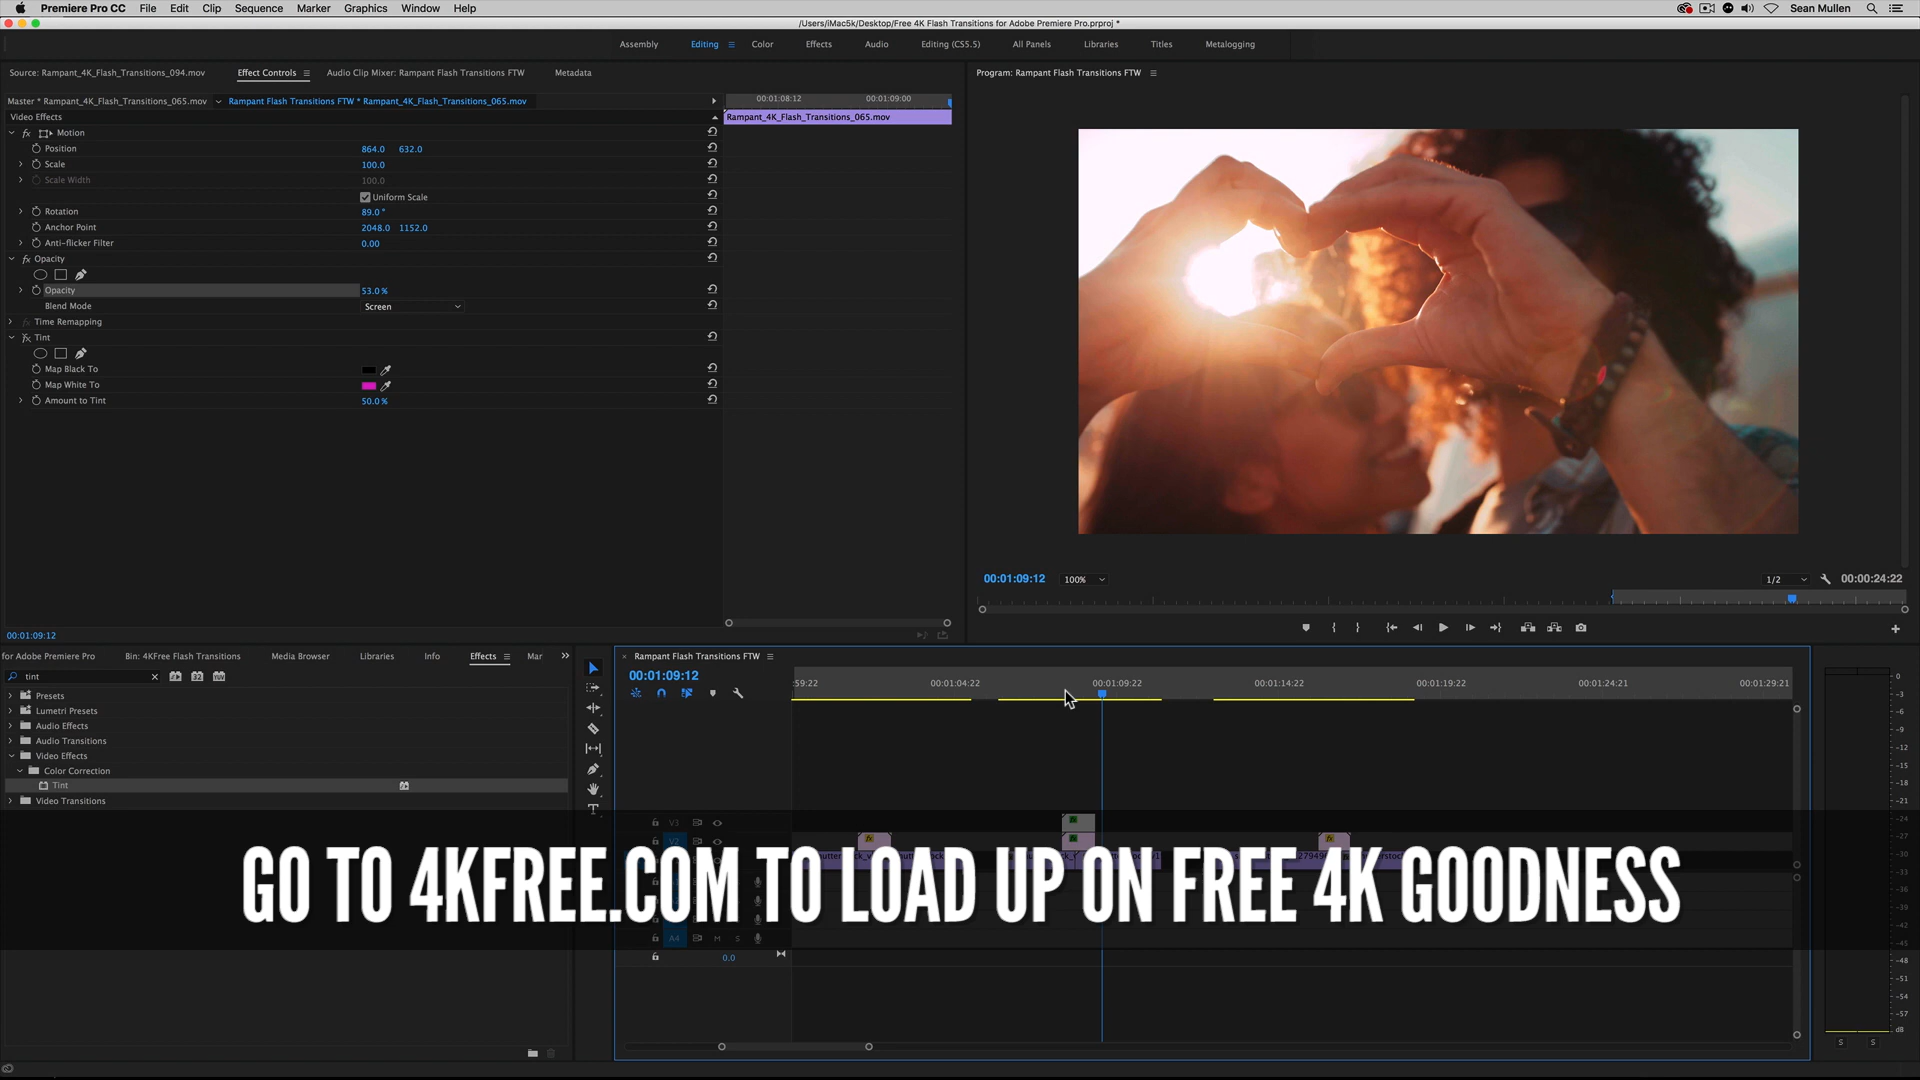 Premiere Pro CC File Edit Clip Sequence Marker Graphics Window Help Sean Mullen
/Users/iMac5k/Desktop/Free 4K Flash Transitions for Adobe Premiere Pro.prproj *
Assembly Editing Color Effects Audio Editing (CS5.5) All Panels Libraries Titles Metalogging
Source: Rampant_4K_Flash_Transitions_094.mov Effect Controls Audio Clip Mixer: Rampant Flash Transitions FTW Metadata
Program: Rampant Flash Transitions FTW
Master * Rampant_4K_Flash_Transitions_065.mov Rampant Flash Transitions FTW * Rampant_4K_Flash_Transitions_065.mov
00:01:08:12 00:01:09:00
Video Effects
Rampant_4K_Flash_Transitions_065.mov
fx Motion
Position 864.0 632.0
Scale 100.0
Scale Width 100.0
Uniform Scale
Rotation 89.0 °
Anchor Point 2048.0 1152.0
Anti-flicker Filter 0.00
fx Opacity
Opacity 53.0 %
Blend Mode Screen
fx Time Remapping
fx Tint
Map Black To
Map White To
Amount to Tint 50.0 %
00:01:09:12 100% 1/2 00:00:24:22
00:01:09:12
for Adobe Premiere Pro Bin: 4KFree Flash Transitions Media Browser Libraries Info Effects Mar
Rampant Flash Transitions FTW
tint
00:01:09:12
:59:22 00:01:04:22 00:01:09:22 00:01:14:22 00:01:19:22 00:01:24:21 00:01:29:21
Presets
Lumetri Presets
Audio Effects
Audio Transitions
Video Effects
Color Correction
Tint
Video Transitions
V3
V2
GO TO 4KFREE.COM TO LOAD UP ON FREE 4K GOODNESS
A4 M S
0.0
0
-3
-6
-9
-12
-15
-18
-21
-24
-27
-30
-33
-36
-39
-42
-45
-48
-51
-54
-57
dB
S S